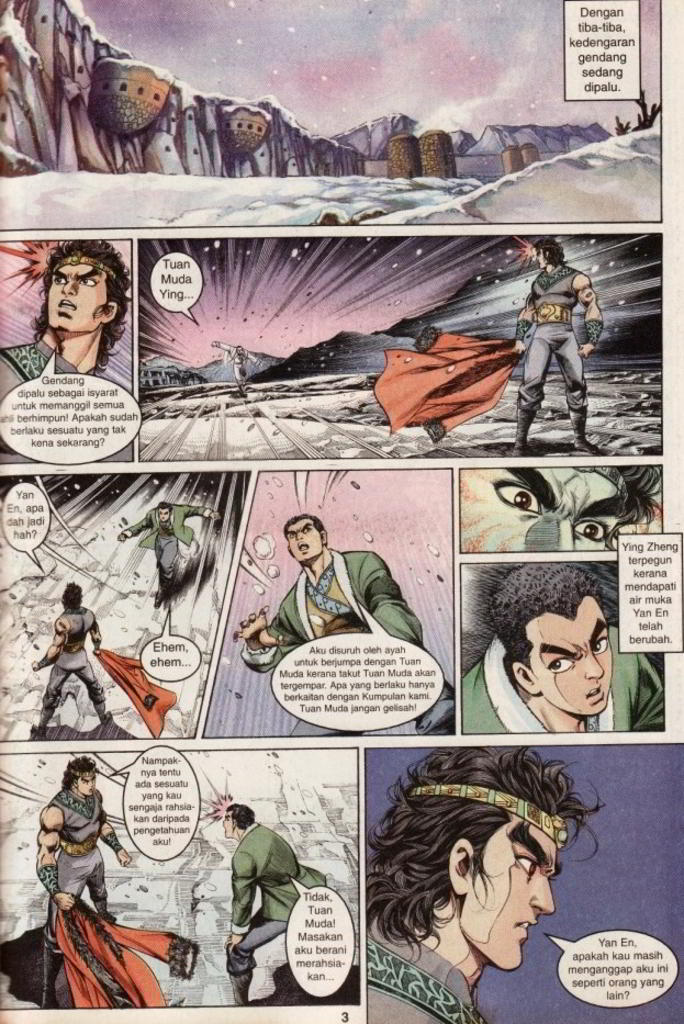 Dengan
tiba-tiba,
kedengaran
gendang
sedang
dipalu.
Gendang
dipalu sebagai isyarat
untuk memanggil semua
ahli berhimpun! Apakah sudah
berlaku sesuatu yang tak
kena sekarang?
Tuan
Muda
Ying...
Yan
En, apa
dah jadi
hah?
Ehem,
ehem...
Aku disuruh oleh ayah
untuk berjumpa dengan Tuan
Muda kerana takut Tuan Muda akan
tergempar. Apa yang berlaku hanya
berkaitan dengan Kumpulan kami.
Tuan Muda jangan gelisah!
Ying Zheng
terpegun
kerana
mendapati
air muka
Yan En
telah
berubah.
Nampak-
nya tentu
ada sesuatu
yang kau
sengaja rahsia-
kan daripada
pengetahuan
aku!
Tidak,
Tuan
Muda!
Masakan
aku berani
merahsia-
kan...
Yan En,
apakah kau masih
menganggap aku ini
seperti orang yang
lain?
3